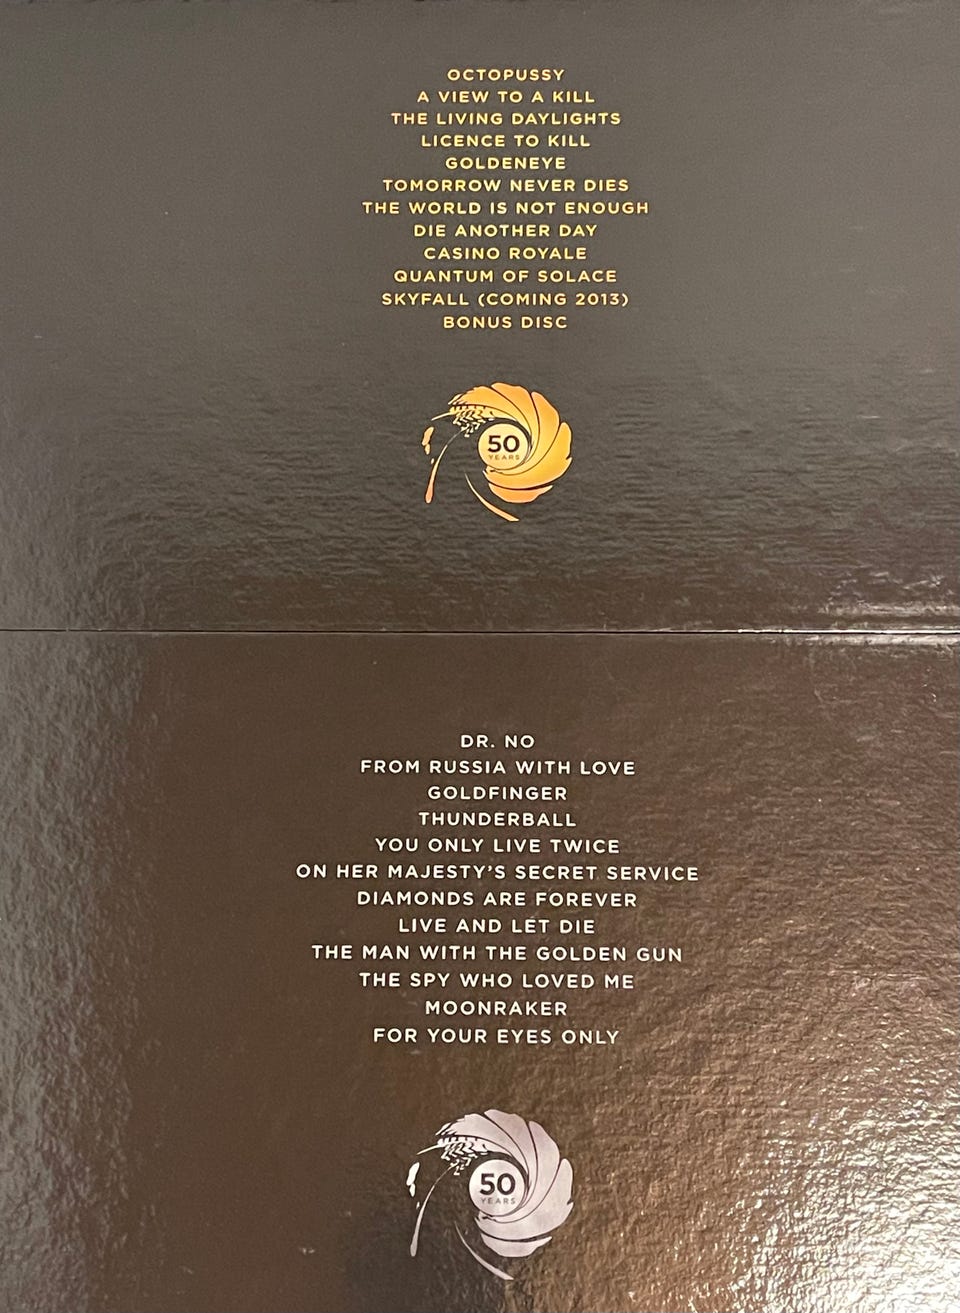 OCTOPUSSY
A VIEW TO A KILL
THE LIVING DAYLIGHTS
LICENCE TO KILL
GOLDENEYE
TOMORROW NEVER DIES
THE WORLD IS NOT ENOUGH
DIE ANOTHER DAY
CASINO ROYALE
QUANTUM OF SOLACE
SKYFALL (COMING 2013)
BONUS DISC
50
YEARS
DR. NO
FROM RUSSIA WITH LOVE
GOLDFINGER
THUNDERBALL
YOU ONLY LIVE TWICE
ON HER MAJESTY'S SECRET SERVICE
DIAMONDS ARE FOREVER
LIVE AND LET DIE
THE MAN WITH THE GOLDEN GUN
THE SPY WHO LOVED ME
MOONRAKER
FOR YOUR EYES ONLY
50
YEARS